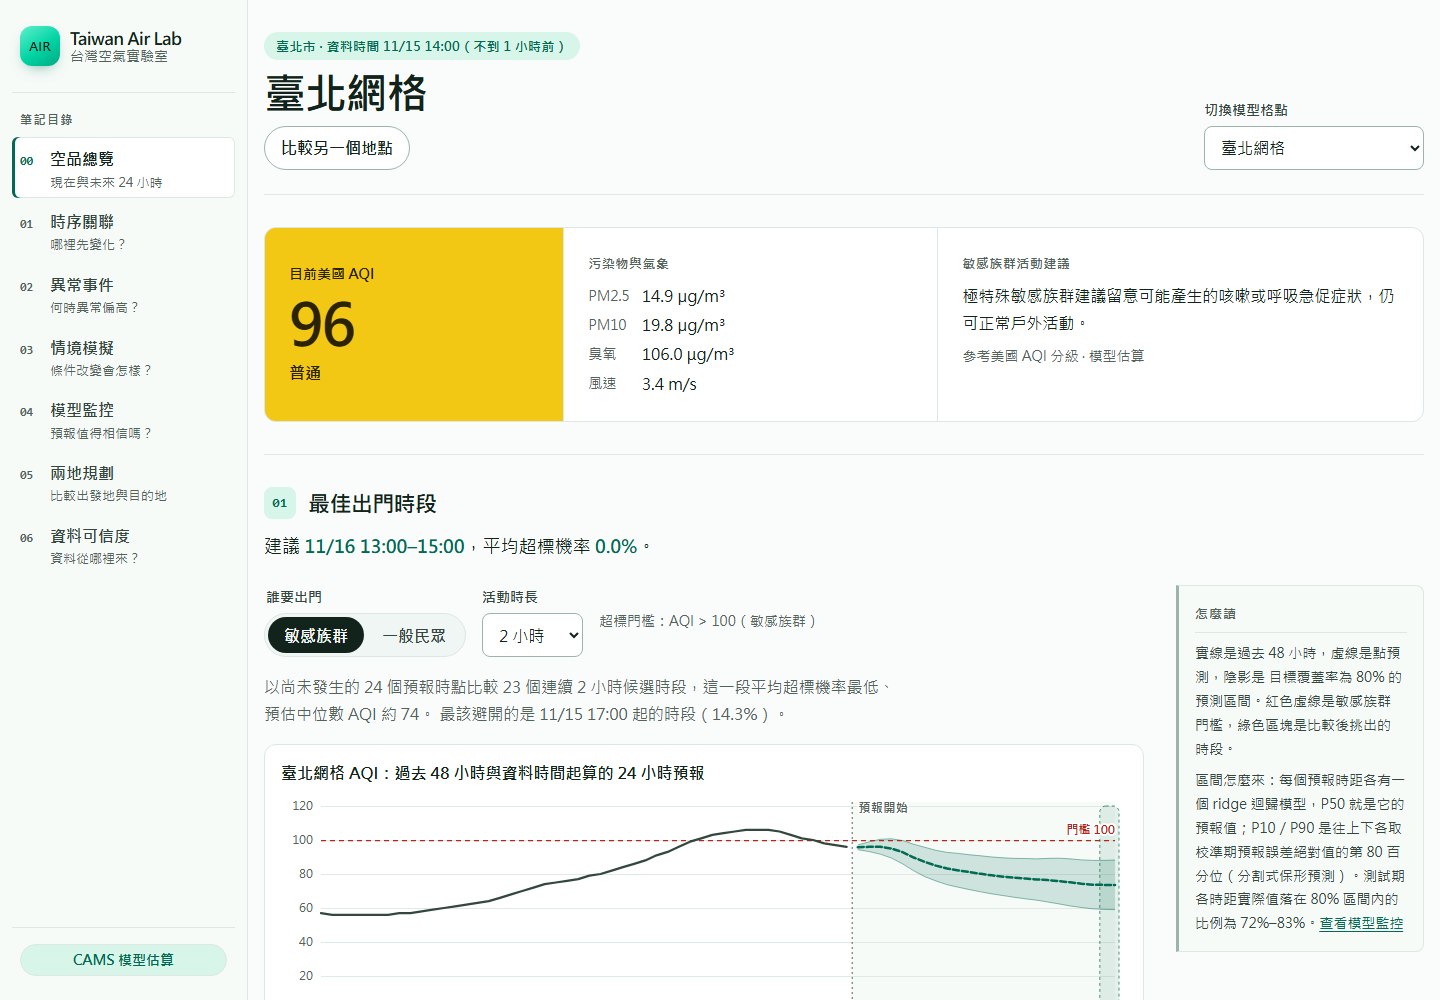 AIR
Taiwan Air Lab
台灣空氣實驗室
筆記目錄
00 空品總覽
現在與未來 24 小時
01 時序關聯
哪裡先變化？
02 異常事件
何時異常偏高？
03 情境模擬
條件改變會怎樣？
04 模型監控
預報值得相信嗎？
05 兩地規劃
比較出發地與目的地
06 資料可信度
資料從哪裡來？
CAMS 模型估算
臺北市 · 資料時間 11/15 14:00（不到 1 小時前）
臺北網格
比較另一個地點
切換模型格點
臺北網格
目前美國 AQI
96
普通
污染物與氣象
PM2.5 14.9 μg/m³
PM10 19.8 μg/m³
臭氧 106.0 μg/m³
風速 3.4 m/s
敏感族群活動建議
極特殊敏感族群建議留意可能產生的咳嗽或呼吸急促症狀，仍
可正常戶外活動。
參考美國 AQI 分級 · 模型估算
01 最佳出門時段
建議 11/16 13:00–15:00，平均超標機率 0.0%。
誰要出門
敏感族群 一般民眾
活動時長
2 小時
超標門檻：AQI > 100（敏感族群）
以尚未發生的 24 個預報時點比較 23 個連續 2 小時候選時段，這一段平均超標機率最低、
預估中位數 AQI 約 74。 最該避開的是 11/15 17:00 起的時段（14.3%）。
臺北網格 AQI：過去 48 小時與資料時間起算的 24 小時預報
預報開始
門檻 100
120
100
80
60
40
20
怎麼讀
實線是過去 48 小時，虛線是點預
測，陰影是 目標覆蓋率為 80% 的
預測區間。紅色虛線是敏感族群
門檻，綠色區塊是比較後挑出的
時段。
區間怎麼來：每個預報時距各有一
個 ridge 迴歸模型，P50 就是它的
預報值；P10 / P90 是往上下各取
校準期預報誤差絕對值的第 80 百
分位（分割式保形預測）。測試期
各時距實際值落在 80% 區間內的
比例為 72%–83%。查看模型監控